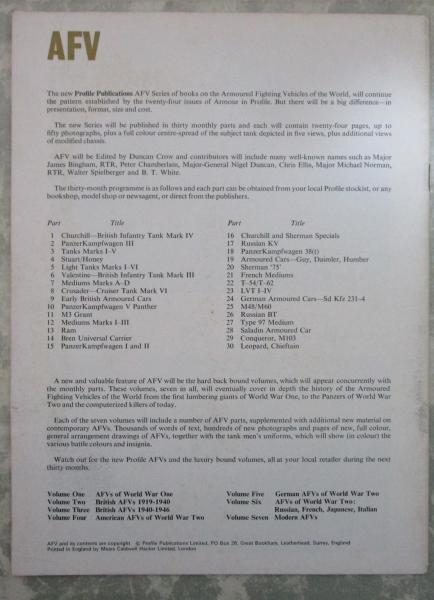 AFV
The new Profile Publications AFV Series of books on the Armoured Fighting Vehicles of the World, will continue
the pattern established by the twenty-four issues of Armour in Profile. But there will be a big difference—in
presentation, format, size and cost.
The new Series will be published in thirty monthly parts and each will contain twenty-four pages, up to
fifty photographs, plus a full colour centre-spread of the subject tank depicted in five views, plus additional views
of modified chassis.
AFV will be Edited by Duncan Crow and contributors will include many well-known names such as Major
James Bingham, RTR, Peter Chamberlain, Major-General Nigel Duncan, Chris Ellis, Major Michael Norman,
RTR, Walter Spielberger and B. T. White.
The thirty-month programme is as follows and each part can be obtained from your local Profile stockist, or any
bookshop, model shop or newsagent, or direct from the publishers.
Part Title
1 Churchill—British Infantry Tank Mark IV
2 PanzerKampfwagen III
3 Tanks Marks I–V
4 Stuart/Honey
5 Light Tanks Marks I–VI
6 Valentine—British Infantry Tank Mark III
7 Mediums Marks A–D
8 Crusader—Cruiser Tank Mark VI
9 Early British Armoured Cars
10 PanzerKampfwagen V Panther
11 M3 Grant
12 Mediums Marks I–III
13 Ram
14 Bren Universal Carrier
15 PanzerKampfwagen I and II
Part Title
16 Churchill and Sherman Specials
17 Russian KV
18 PanzerKampfwagen 38(t)
19 Armoured Cars—Guy, Daimler, Humber
20 Sherman '75'
21 French Mediums
22 T-54/T-62
23 LVT I–IV
24 German Armoured Cars—Sd Kfz 231-4
25 M48/M60
26 Russian BT
27 Type 97 Medium
28 Saladin Armoured Car
29 Conqueror, M103
30 Leopard, Chieftain
A new and valuable feature of AFV will be the hard back bound volumes, which will appear concurrently with
the monthly parts. These volumes, seven in all, will eventually cover in depth the history of the Armoured
Fighting Vehicles of the World from the first lumbering giants of World War One, to the Panzers of World War
Two and the computerized killers of today.
Each of the seven volumes will include a number of AFV parts, supplemented with additional new material on
contemporary AFVs. Thousands of words of text, hundreds of new photographs and pages of new, full colour,
general arrangement drawings of AFVs, together with the tank men's uniforms, which will show (in colour) the
various battle colours and insignia.
Watch out for the new Profile AFVs and the luxury bound volumes, all at your local retailer during the next
thirty months.
Volume One AFVs of World War One
Volume Two British AFVs 1919-1940
Volume Three British AFVs 1940-1946
Volume Four American AFVs of World War Two
Volume Five German AFVs of World War Two
Volume Six AFVs of World War Two:
Russian, French, Japanese, Italian
Volume Seven Modern AFVs
AFV and its contents are copyright © Profile Publications Limited, PO Box 26, Great Bookham, Leatherhead, Surrey, England
Printed in England by Mears Caldwell Hacker Limited, London